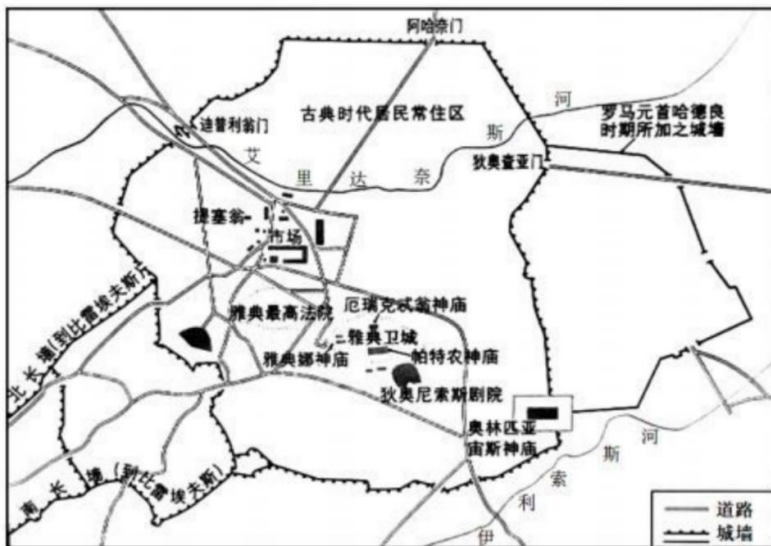 阿哈奈门
古典时代居民常住区
罗马元首哈德良
时期所加之城墙
迪普利翁门
艾里达奈斯河
狄奥查亚门
提塞翁
市场
北长墙(到比雷埃夫斯)
雅典最高法院
厄瑞克忒翁神庙
雅典卫城
雅典娜神庙
帕特农神庙
狄奥尼索斯剧院
奥林匹亚
宙斯神庙
南长墙(到比雷埃夫斯)
伊利索斯河
道路
城墙